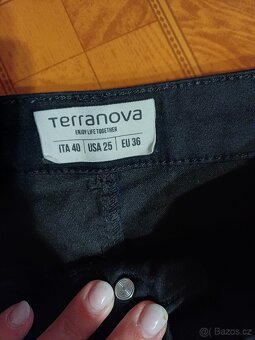 Terranova
ENJOY LIFE TOGETHER
ITA 40 | USA 25 | EU 36
© Bazos.cz